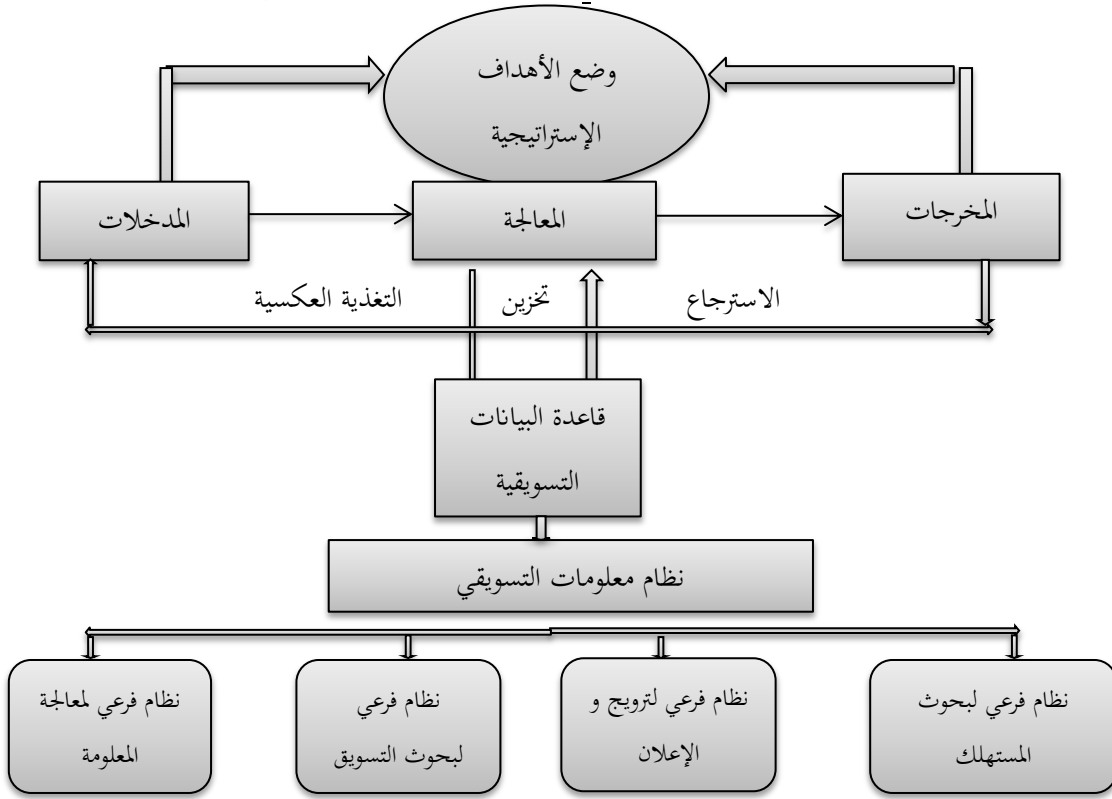 وضع الأهداف
الإستراتيجية
المخرجات
المعالجة
المدخلات
الاسترجاع
تخزين
التغذية العكسية
قاعدة البيانات
التسويقية
نظام معلومات التسويقي
نظام فرعي لبحوث
المستهلك
نظام فرعي لترويج و
الإعلان
نظام فرعي
لبحوث التسويق
نظام فرعي لمعالجة
المعلومة